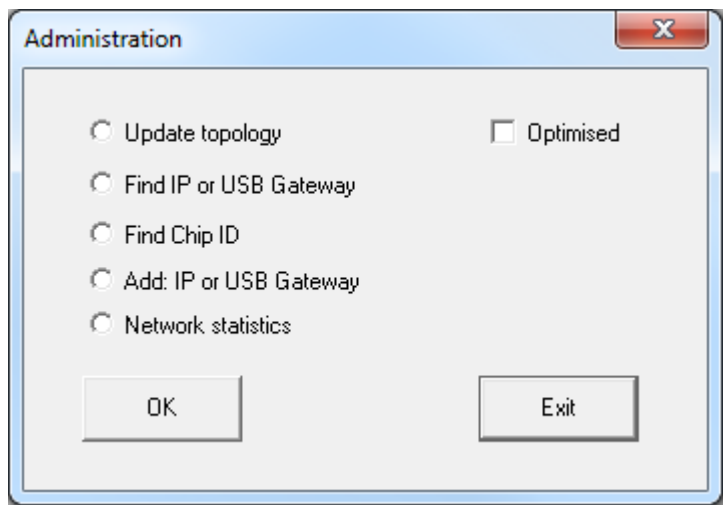 Administration
Update topology
Optimised
Find IP or USB Gateway
Find Chip ID
Add: IP or USB Gateway
Network statistics
OK
Exit